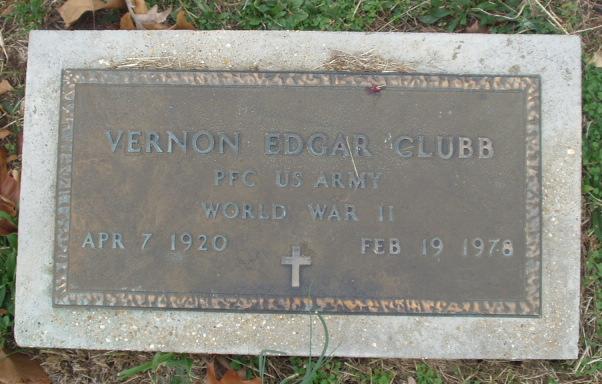 VERNON EDGAR CLUBB
PFC US ARMY
WORLD WAR II
APR 7 1920 FEB 19 1978